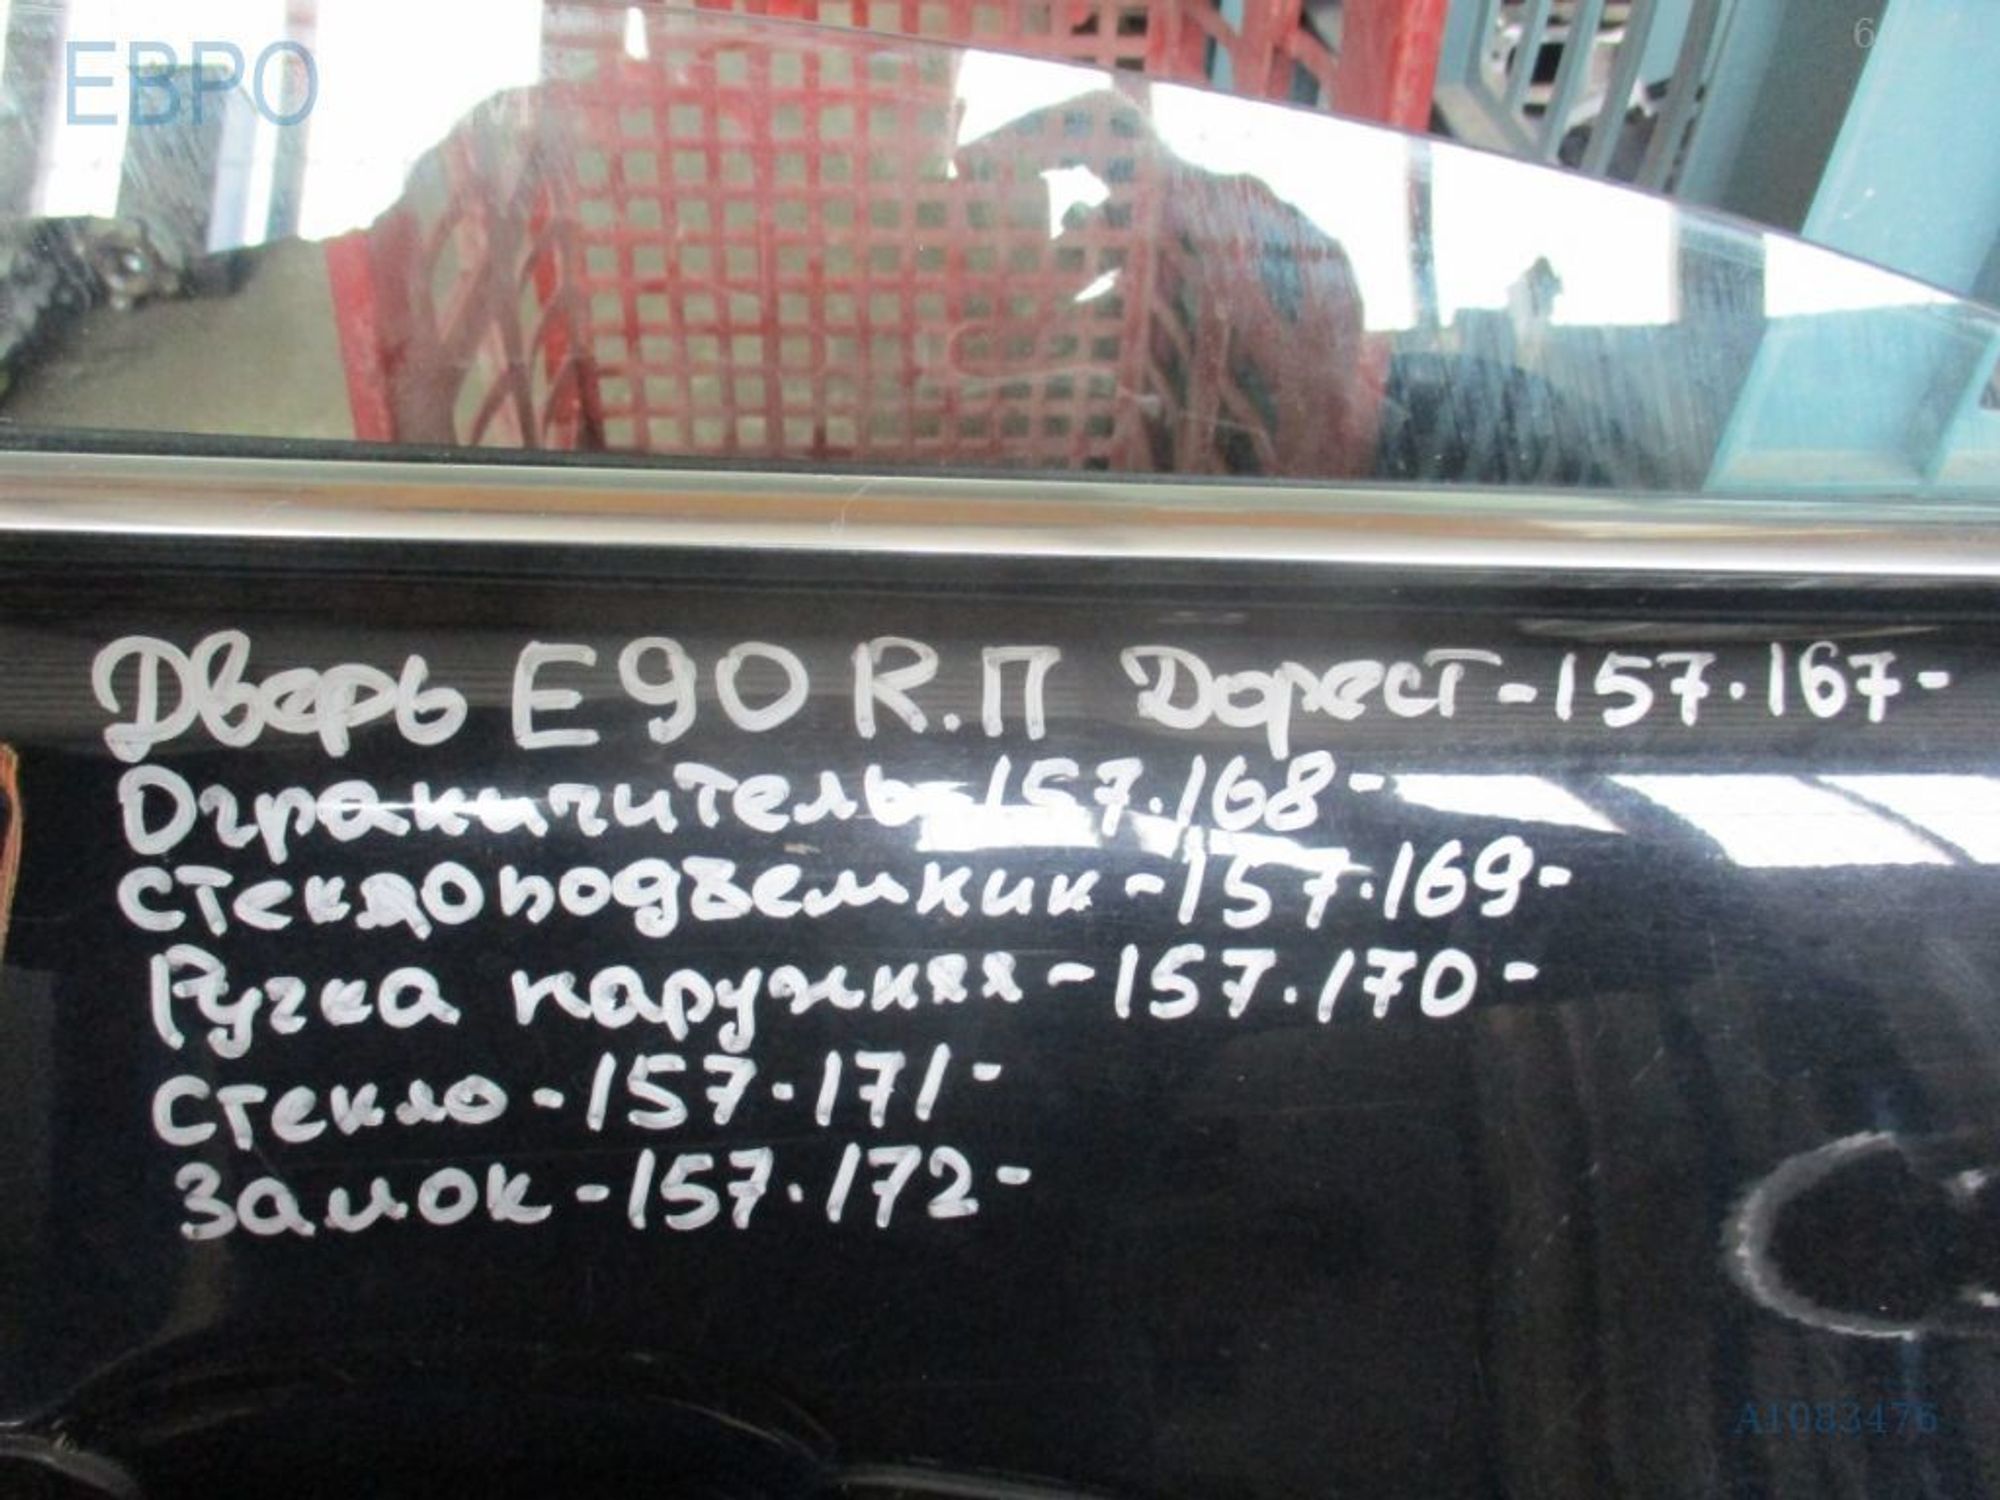 ЕВРО
6
Дверь E90 R.П Дорест-157.167-
Ограничитель-157.168-
стеклоподъемник-157.169-
Ручка наружняя-157.170-
стекло-157.171-
Замок-157.172-
A1083476